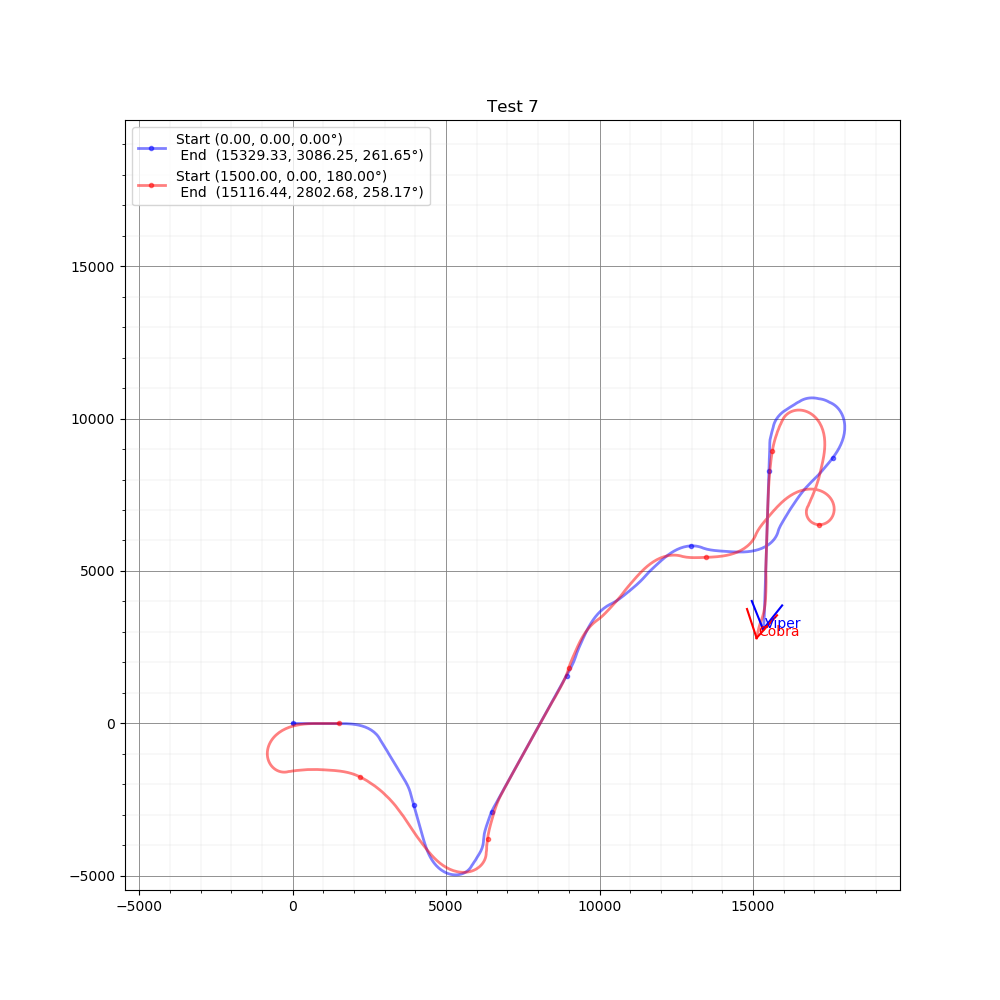 Test 7
Start (0.00, 0.00, 0.00°)
End (15329.33, 3086.25, 261.65°)
Start (1500.00, 0.00, 180.00°)
End (15116.44, 2802.68, 258.17°)
15000
10000
5000
0
−5000
Viper
Cobra
−5000 0 5000 10000 15000